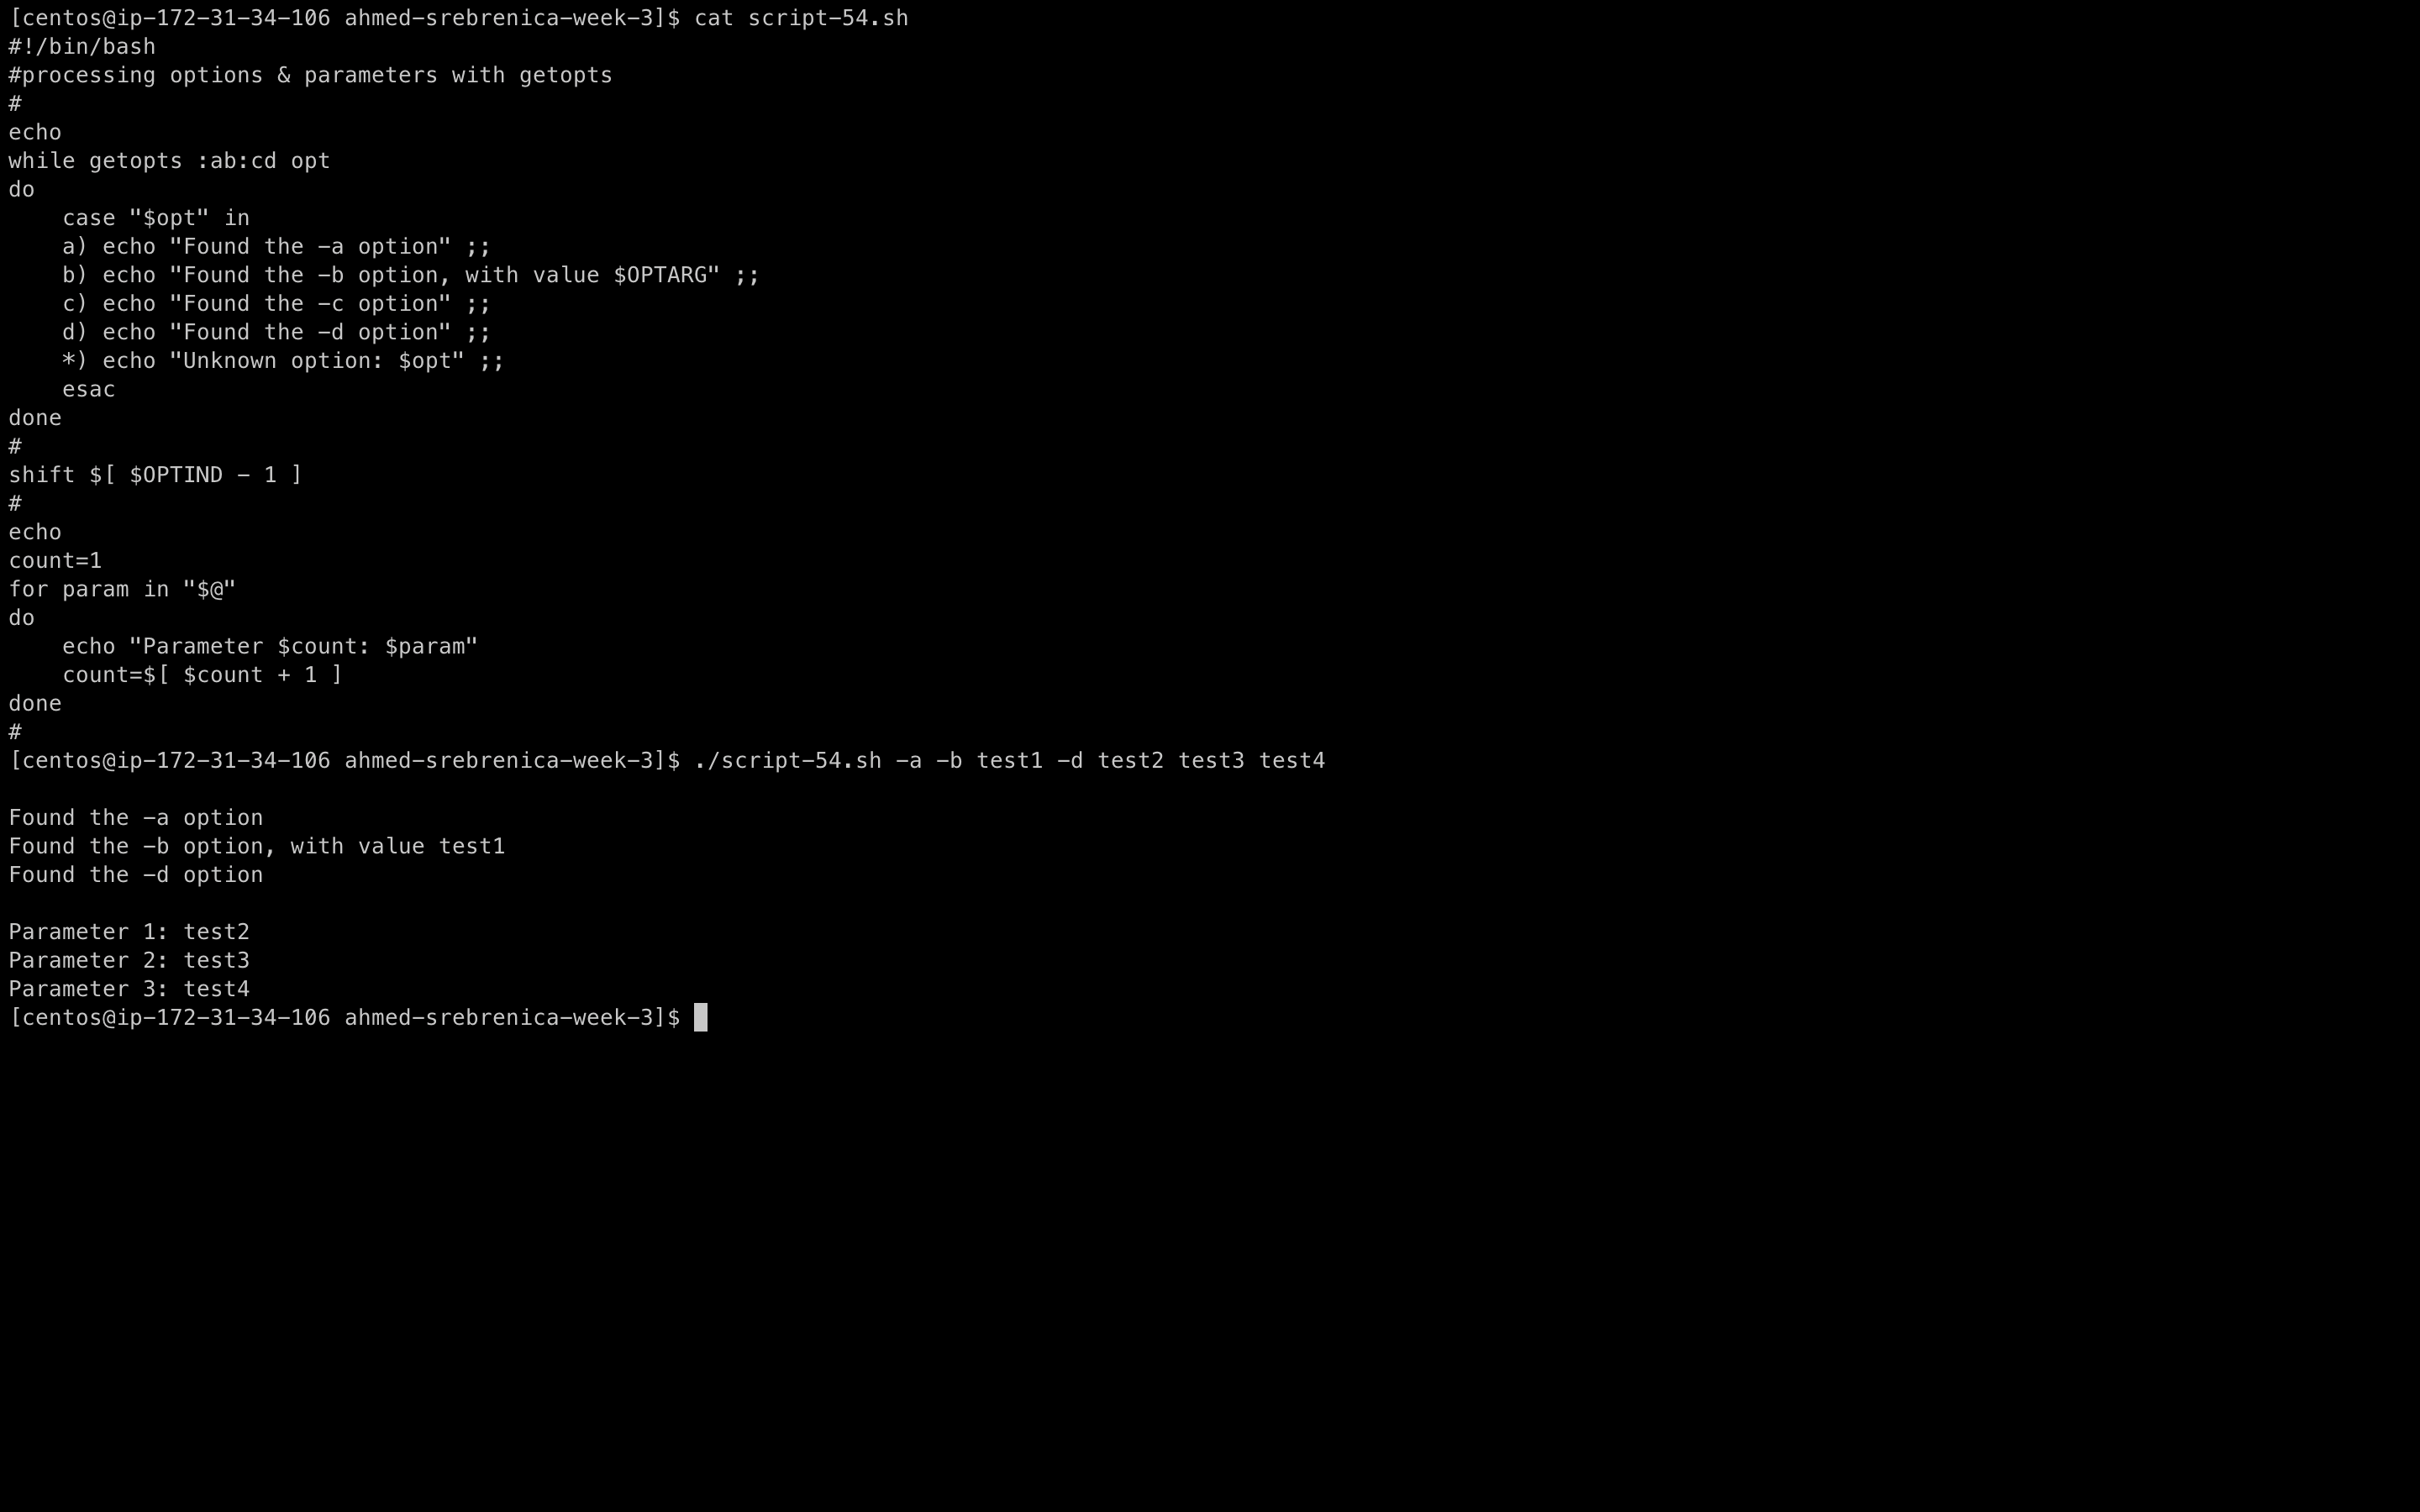 [centos@ip-172-31-34-106 ahmed-srebrenica-week-3]$ cat script-54.sh
#!/bin/bash
#processing options & parameters with getopts
#
echo
while getopts :ab:cd opt
do
    case "$opt" in
    a) echo "Found the -a option" ;;
    b) echo "Found the -b option, with value $OPTARG" ;;
    c) echo "Found the -c option" ;;
    d) echo "Found the -d option" ;;
    *) echo "Unknown option: $opt" ;;
    esac
done
#
shift $[ $OPTIND - 1 ]
#
echo
count=1
for param in "$@"
do
    echo "Parameter $count: $param"
    count=$[ $count + 1 ]
done
#
[centos@ip-172-31-34-106 ahmed-srebrenica-week-3]$ ./script-54.sh -a -b test1 -d test2 test3 test4

Found the -a option
Found the -b option, with value test1
Found the -d option

Parameter 1: test2
Parameter 2: test3
Parameter 3: test4
[centos@ip-172-31-34-106 ahmed-srebrenica-week-3]$